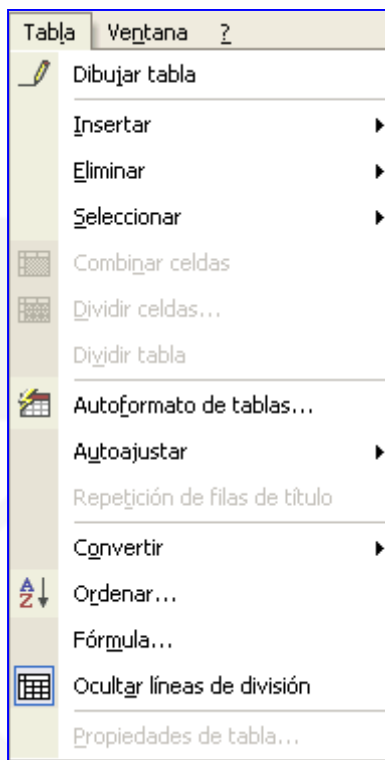 Tabla Ventana ?
Dibujar tabla
Insertar
Eliminar
Seleccionar
Combinar celdas
Dividir celdas...
Dividir tabla
Autoformato de tablas...
Autoajustar
Repetición de filas de título
Convertir
A Z Ordenar...
Fórmula...
Ocultar líneas de división
Propiedades de tabla...